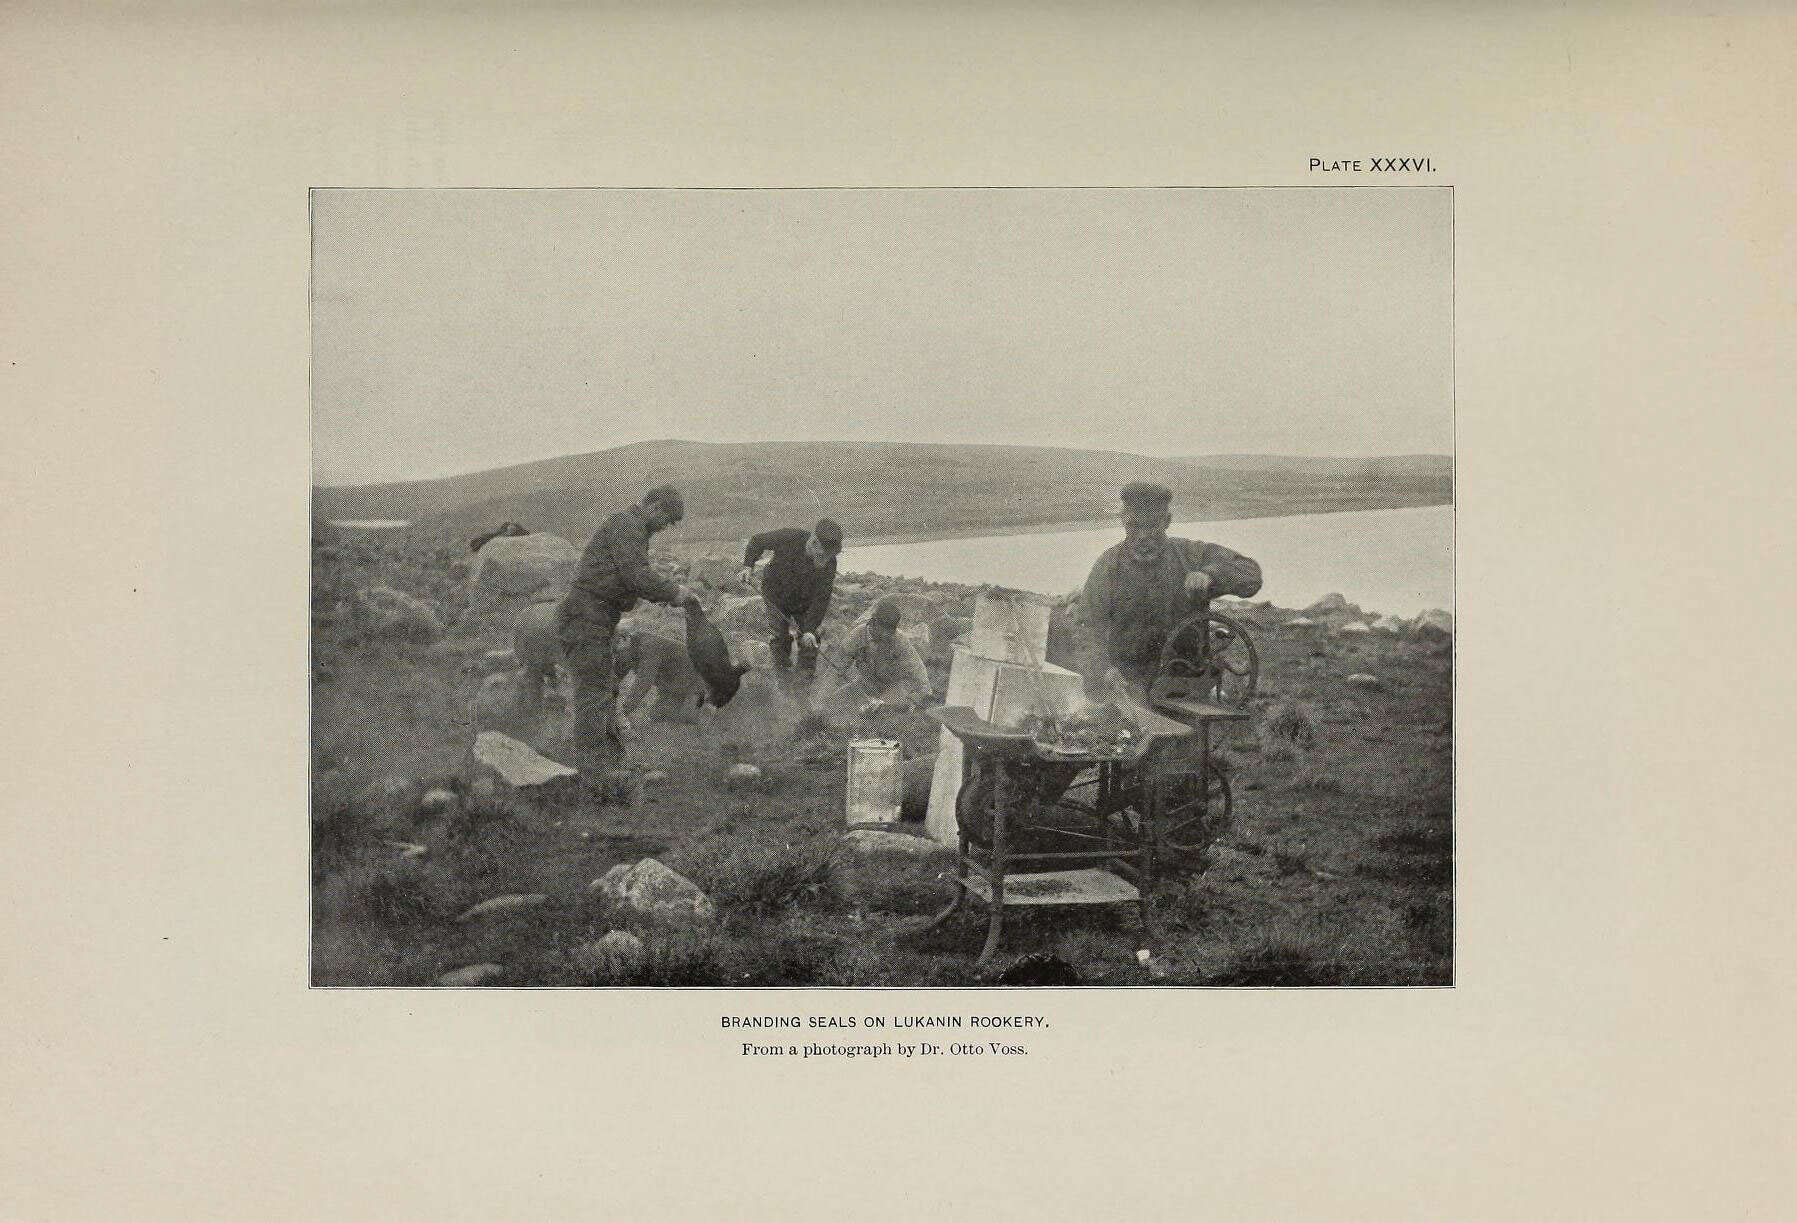 PLATE XXXVI.
BRANDING SEALS ON LUKANIN ROOKERY.
From a photograph by Dr. Otto Voss.